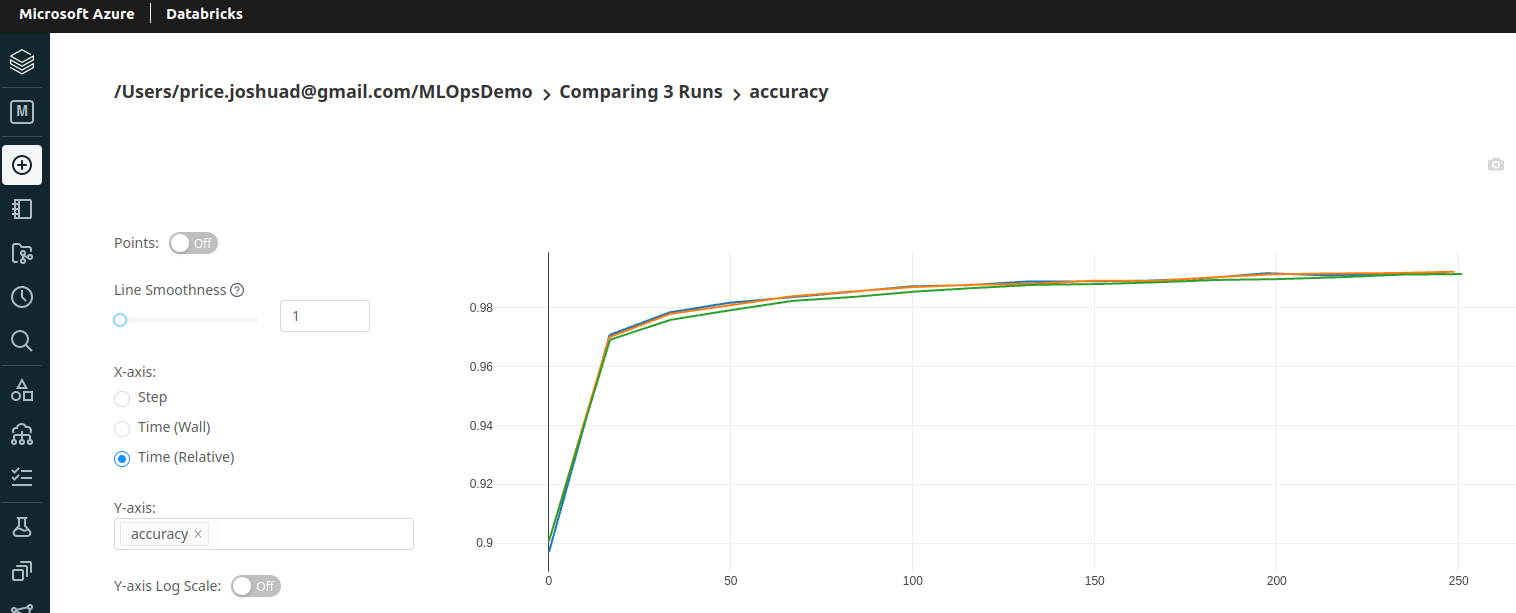 Microsoft Azure Databricks
M
/Users/price.joshuad@gmail.com/MLOpsDemo > Comparing 3 Runs > accuracy
Points: Off
Line Smoothness ?
1
X-axis:
Step
Time (Wall)
Time (Relative)
Y-axis:
accuracy ×
Y-axis Log Scale: Off
0.98
0.96
0.94
0.92
0.9
0 50 100 150 200 250